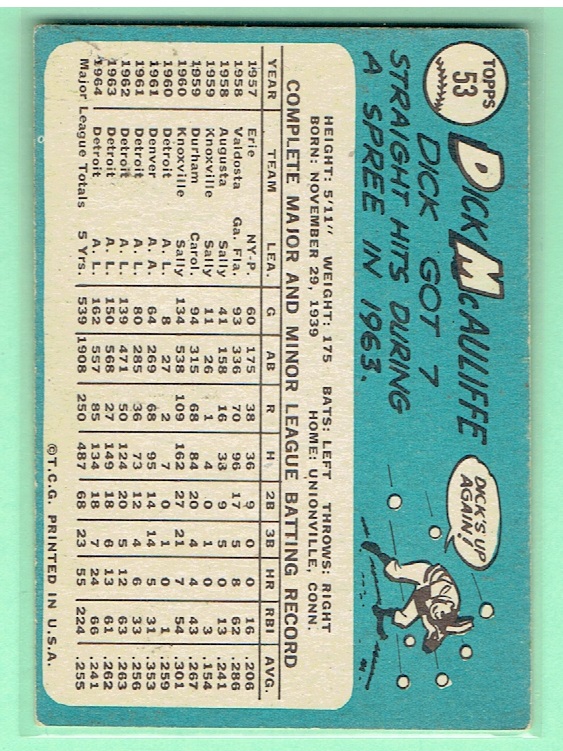 TOPPS
53
DICK McAULIFFE
DICK GOT 7
STRAIGHT HITS DURING
A SPREE IN 1963.
DICK'S UP
AGAIN!
HEIGHT: 5'11" WEIGHT: 175 BATS: LEFT THROWS: RIGHT
BORN: NOVEMBER 29, 1939 HOME: UNIONVILLE, CONN.
COMPLETE MAJOR AND MINOR LEAGUE BATTING RECORD
YEAR TEAM LEA. G AB R H 2B 3B HR RBI AVG.
1957 Erie NY-P. 60 175 38 36 9 0 0 16 .206
1958 Valdosta Ga. Fla. 93 336 70 96 17 5 8 62 .286
1958 Augusta Sally 41 158 16 33 9 5 0 13 .241
1959 Knoxville Sally 11 26 1 4 1 0 0 3 .154
1959 Durham Carol. 94 315 68 84 20 4 4 43 .267
1960 Knoxville Sally 134 538 109 162 27 21 7 54 .301
1960 Detroit A. L. 8 27 2 7 0 1 0 1 .259
1961 Denver A. A. 64 269 68 95 14 14 5 31 .353
1961 Detroit A. L. 80 285 36 73 12 4 6 33 .256
1962 Detroit A. L. 139 471 50 124 20 5 12 63 .263
1963 Detroit A. L. 150 568 27 149 18 6 13 61 .262
1964 Detroit A. L. 162 557 85 134 18 7 24 66 .241
Major League Totals 5 Yrs. 539 1908 250 487 68 23 55 224 .255
©T.C.G. PRINTED IN U.S.A.